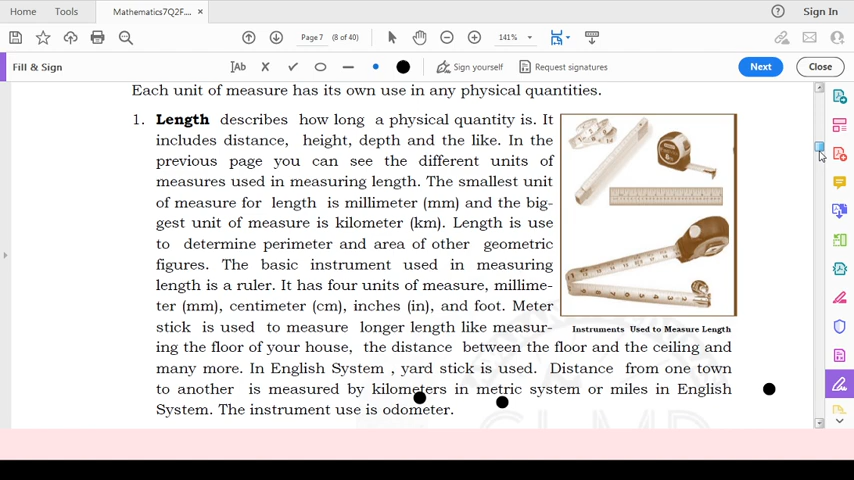 Home Tools Mathematics7Q2F.... × Sign In
Page 7 (8 of 40) 141%
Fill & Sign Ab Sign yourself Request signatures Next Close
Each unit of measure has its own use in any physical quantities.
1. Length describes how long a physical quantity is. It
includes distance, height, depth and the like. In the
previous page you can see the different units of
measures used in measuring length. The smallest unit
of measure for length is millimeter (mm) and the big-
gest unit of measure is kilometer (km). Length is use
to determine perimeter and area of other geometric
figures. The basic instrument used in measuring
length is a ruler. It has four units of measure, millime-
ter (mm), centimeter (cm), inches (in), and foot. Meter
stick is used to measure longer length like measur-
Instruments Used to Measure Length
ing the floor of your house, the distance between the floor and the ceiling and
many more. In English System , yard stick is used. Distance from one town
to another is measured by kilometers in metric system or miles in English
System. The instrument use is odometer.